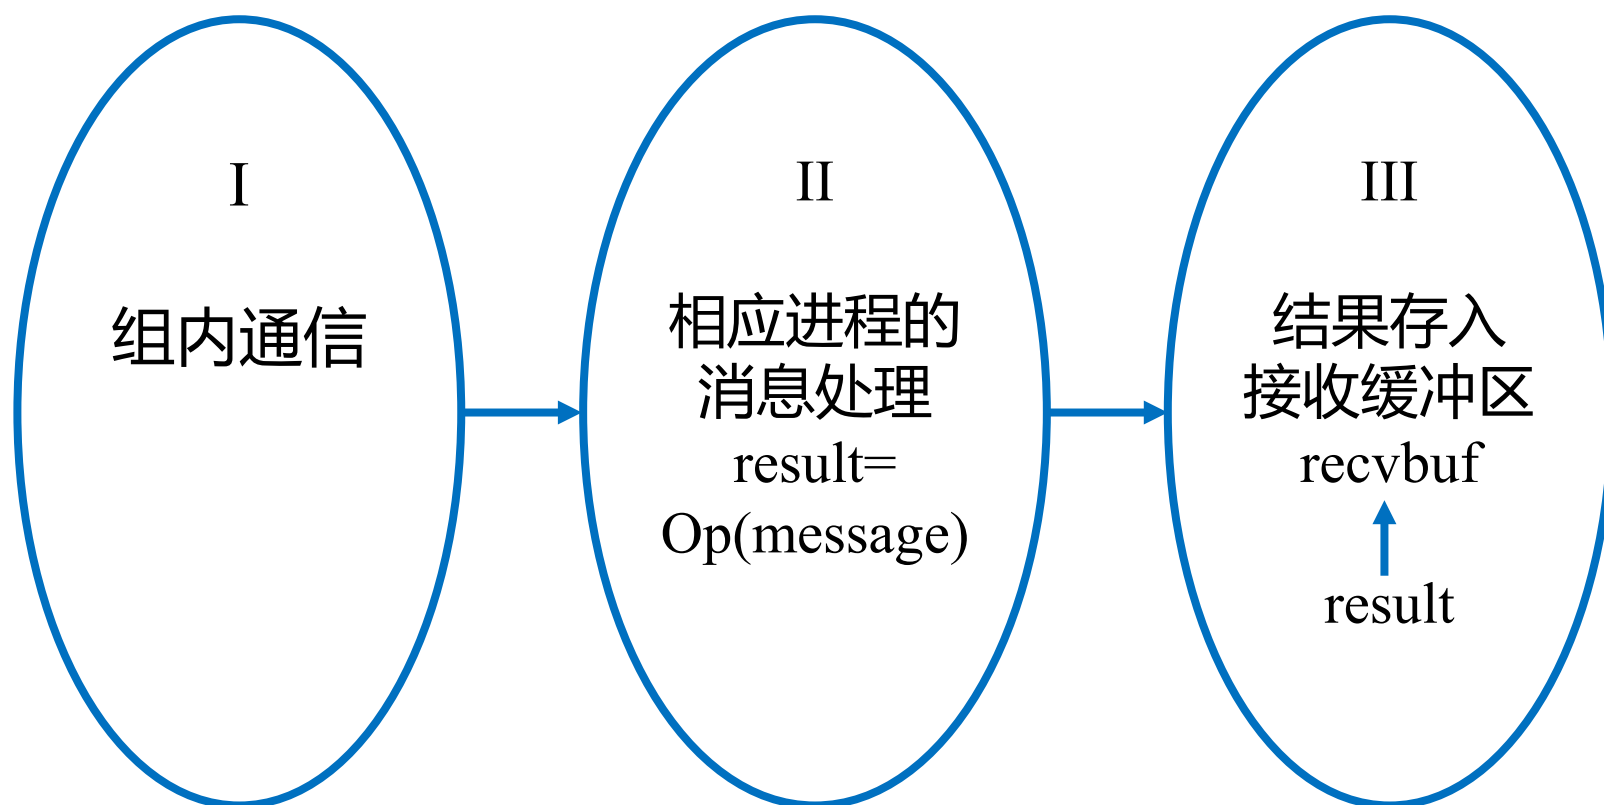 I
组内通信
II
相应进程的
消息处理
result=
Op(message)
III
结果存入
接收缓冲区
recvbuf
result